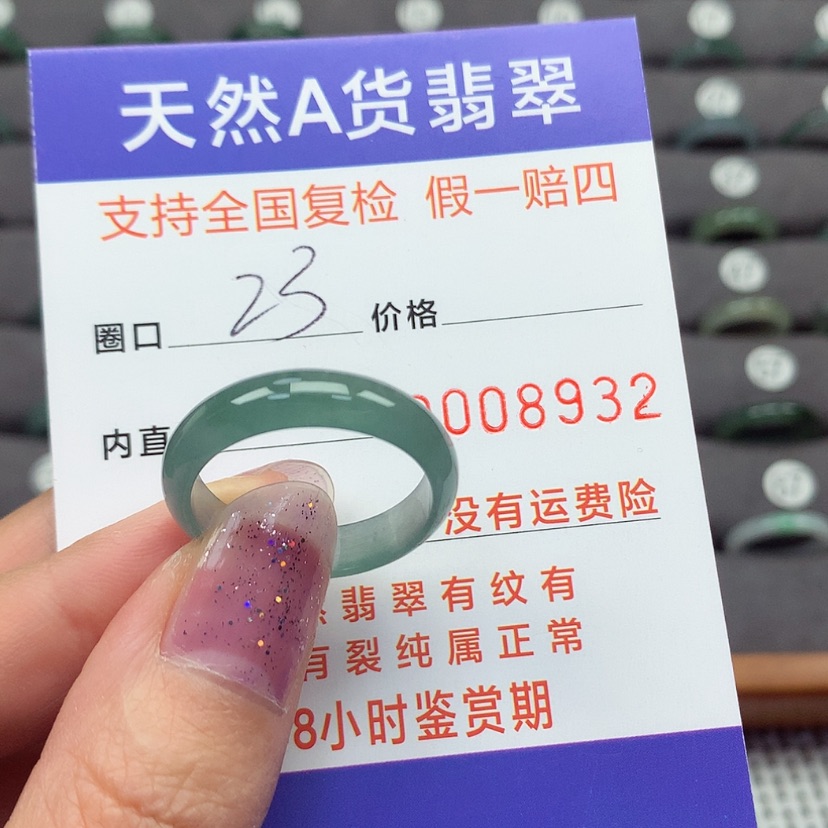 天然A货翡翠
支持全国复检 假一赔四
圈口 23 价格
内直
008932
没有运费险
翡翠有纹有
有裂纯属正常
8小时鉴赏期